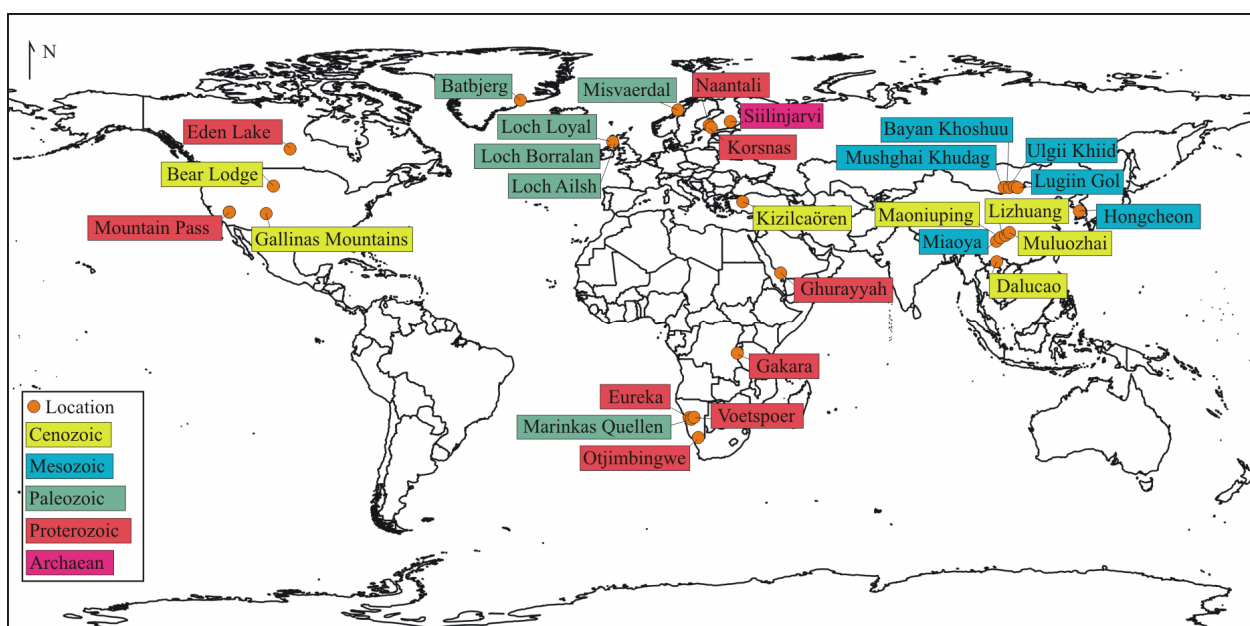 N
Batbjerg
Misvaerdal
Naantali
Siilinjarvi
Eden Lake
Loch Loyal
Korsnas
Bayan Khoshuu
Ulgii Khiid
Loch Borralan
Mushghai Khudag
Bear Lodge
Loch Ailsh
Lugiin Gol
Kizilcaören
Maoniuping
Lizhuang
Hongcheon
Mountain Pass
Gallinas Mountains
Miaoya
Muluozhai
Ghurayyah
Dalucao
Gakara
Eureka
Voetspoer
Marinkas Quellen
Otjimbingwe
Location
Cenozoic
Mesozoic
Paleozoic
Proterozoic
Archaean